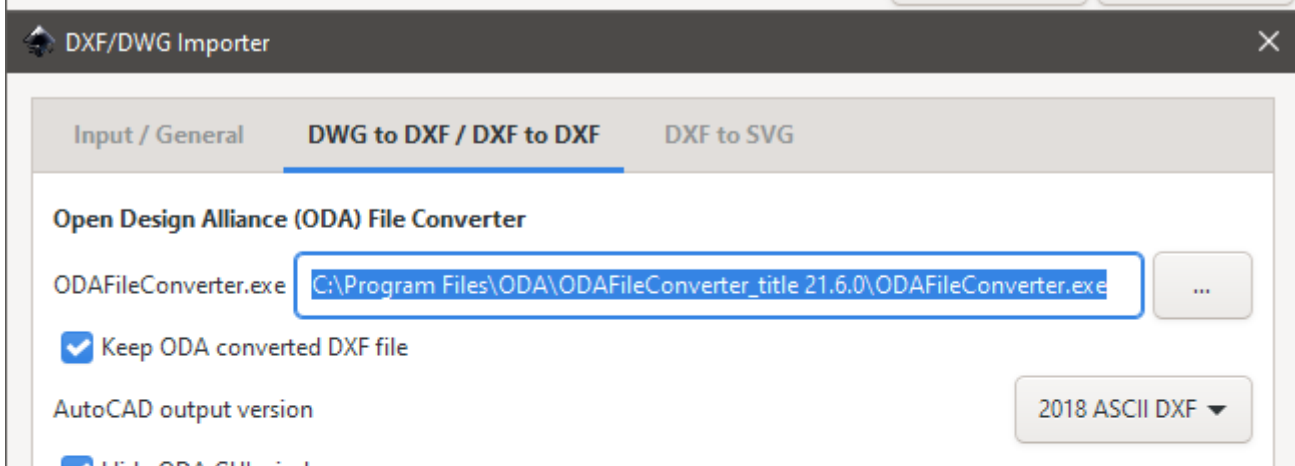 DXF/DWG Importer
Input / General DWG to DXF / DXF to DXF DXF to SVG
Open Design Alliance (ODA) File Converter
ODAFileConverter.exe C:\Program Files\ODA\ODAFileConverter_title 21.6.0\ODAFileConverter.exe ...
Keep ODA converted DXF file
AutoCAD output version 2018 ASCII DXF